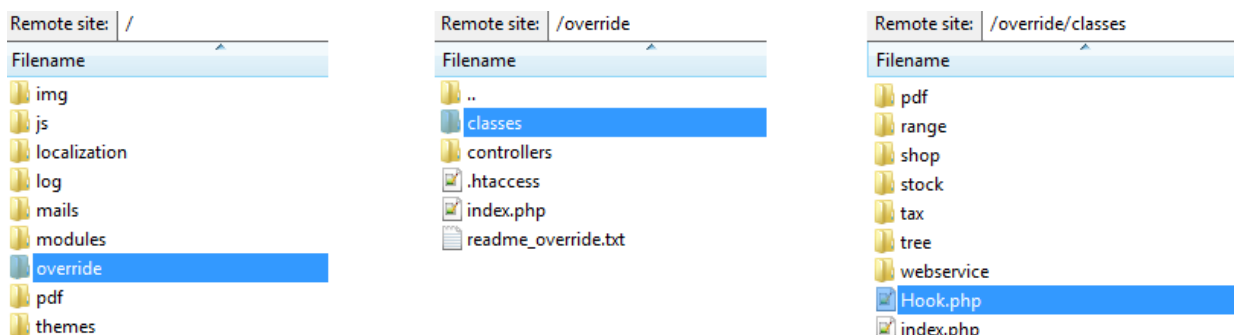 Remote site: /
Filename
img
js
localization
log
mails
modules
override
pdf
themes
Remote site: /override
Filename
..
classes
controllers
.htaccess
index.php
readme_override.txt
Remote site: /override/classes
Filename
pdf
range
shop
stock
tax
tree
webservice
Hook.php
index.php